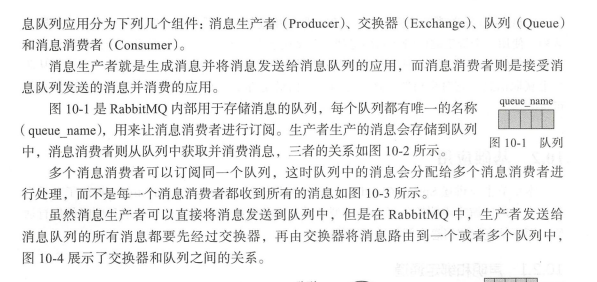 息队列应用分为下列几个组件：消息生产者（Producer）、交换器（Exchange）、队列（Queue）
和消息消费者（Consumer）。
消息生产者就是生成消息并将消息发送给消息队列的应用，而消息消费者则是接受消
息队列发送的消息并消费的应用。
图 10-1 是 RabbitMQ 内部用于存储消息的队列，每个队列都有唯一的名称
（queue_name），用来让消息消费者进行订阅。生产者生产的消息会存储到队列
中，消息消费者则从队列中获取并消费消息，三者的关系如图 10-2 所示。
queue_name
图 10-1 队列
多个消息消费者可以订阅同一个队列，这时队列中的消息会分配给多个消息消费者进
行处理，而不是每一个消息消费者都收到所有的消息如图 10-3 所示。
虽然消息生产者可以直接将消息发送到队列中，但是在 RabbitMQ 中，生产者发送给
消息队列的所有消息都要先经过交换器，再由交换器将消息路由到一个或者多个队列中，
图 10-4 展示了交换器和队列之间的关系。